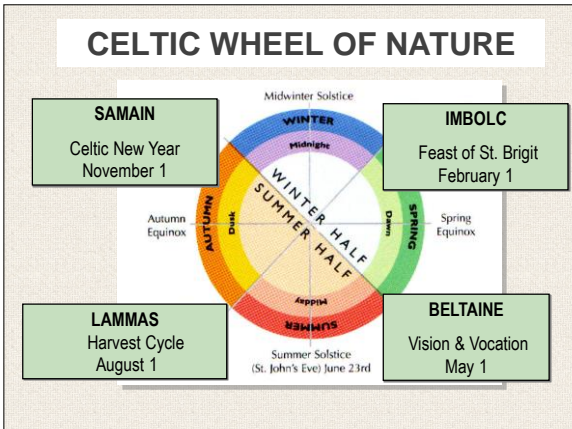 CELTIC WHEEL OF NATURE
Midwinter Solstice
SAMAIN
Celtic New Year
November 1
IMBOLC
Feast of St. Brigit
February 1
WINTER
Midnight
WINTER HALF
SUMMER HALF
Autumn
Equinox
AUTUMN
Dusk
Dawn
SPRING
Spring
Equinox
Midday
SUMMER
LAMMAS
Harvest Cycle
August 1
BELTAINE
Vision & Vocation
May 1
Summer Solstice
(St. John's Eve) June 23rd